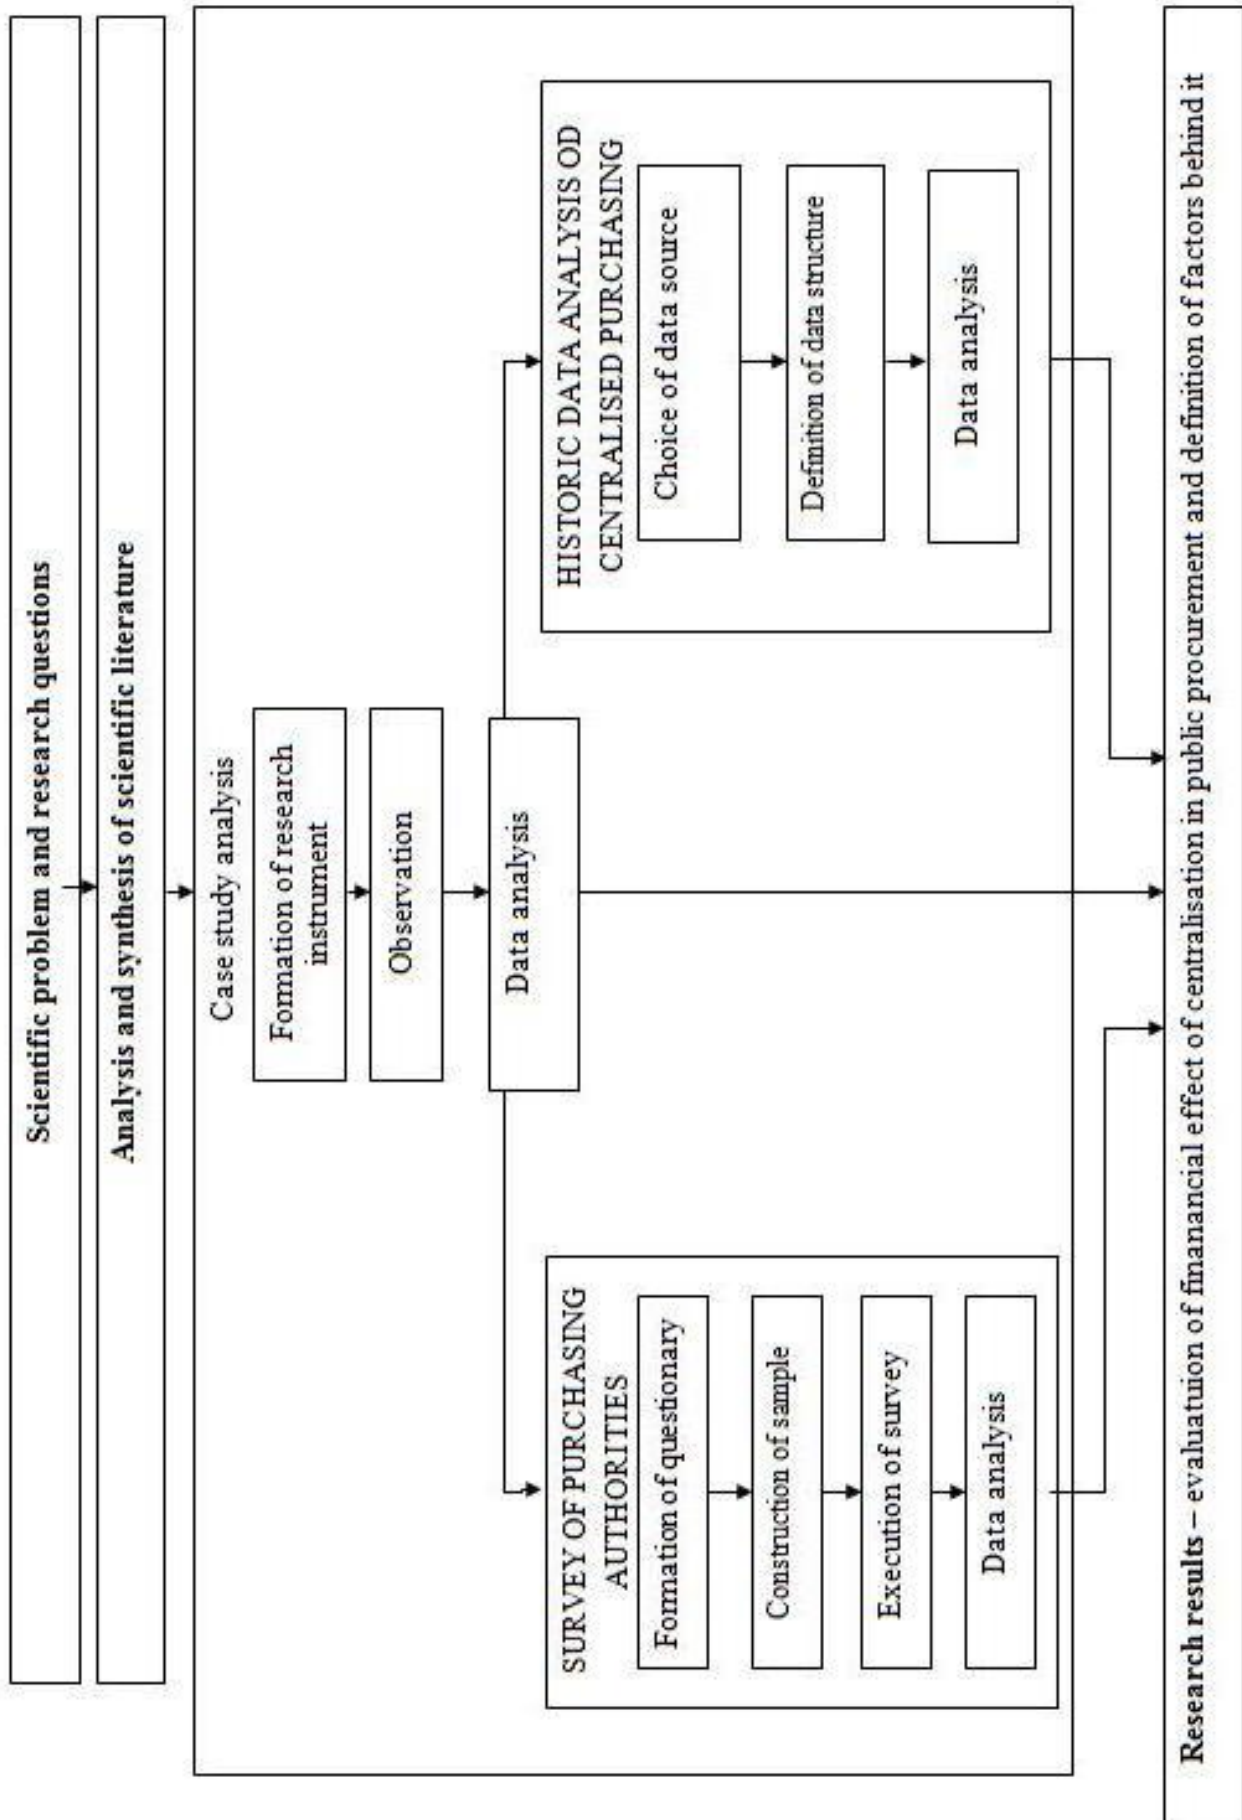 Scientific problem and research questions
Analysis and synthesis of scientific literature
Case study analysis
Formation of research
instrument
Observation
Data analysis
SURVEY OF PURCHASING
AUTHORITIES
Formation of questionary
Construction of sample
Execution of survey
Data analysis
HISTORIC DATA ANALYSIS OD
CENTRALISED PURCHASING
Choice of data source
Definition of data structure
Data analysis
Research results – evaluatuion of finanancial effect of centralisation in public procurement and definition of factors behind it